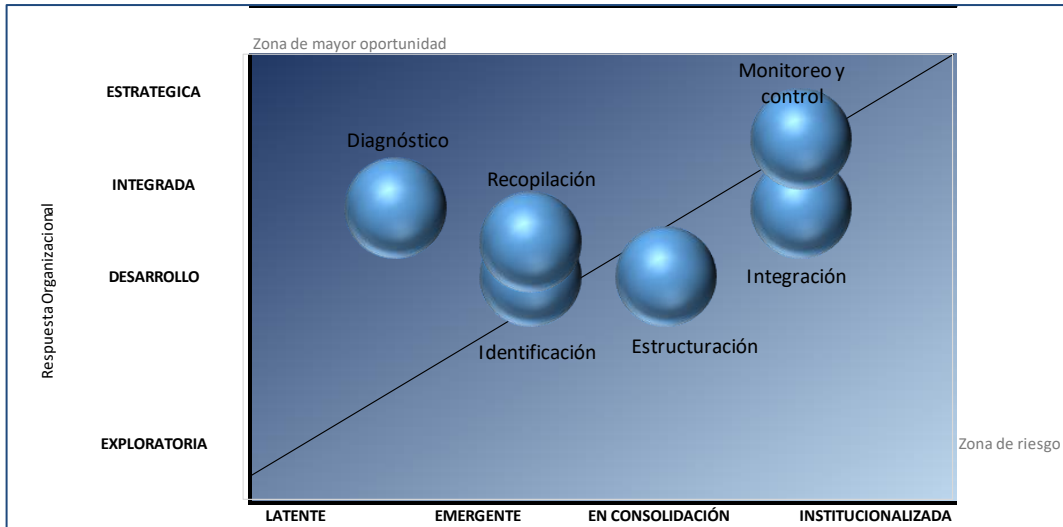 Zona de mayor oportunidad
Monitoreo y
control
ESTRATEGICA
Diagnóstico
Recopilación
INTEGRADA
Respuesta Organizacional
DESARROLLO
Integración
Identificación
Estructuración
EXPLORATORIA
Zona de riesgo
LATENTE
EMERGENTE
EN CONSOLIDACIÓN
INSTITUCIONALIZADA